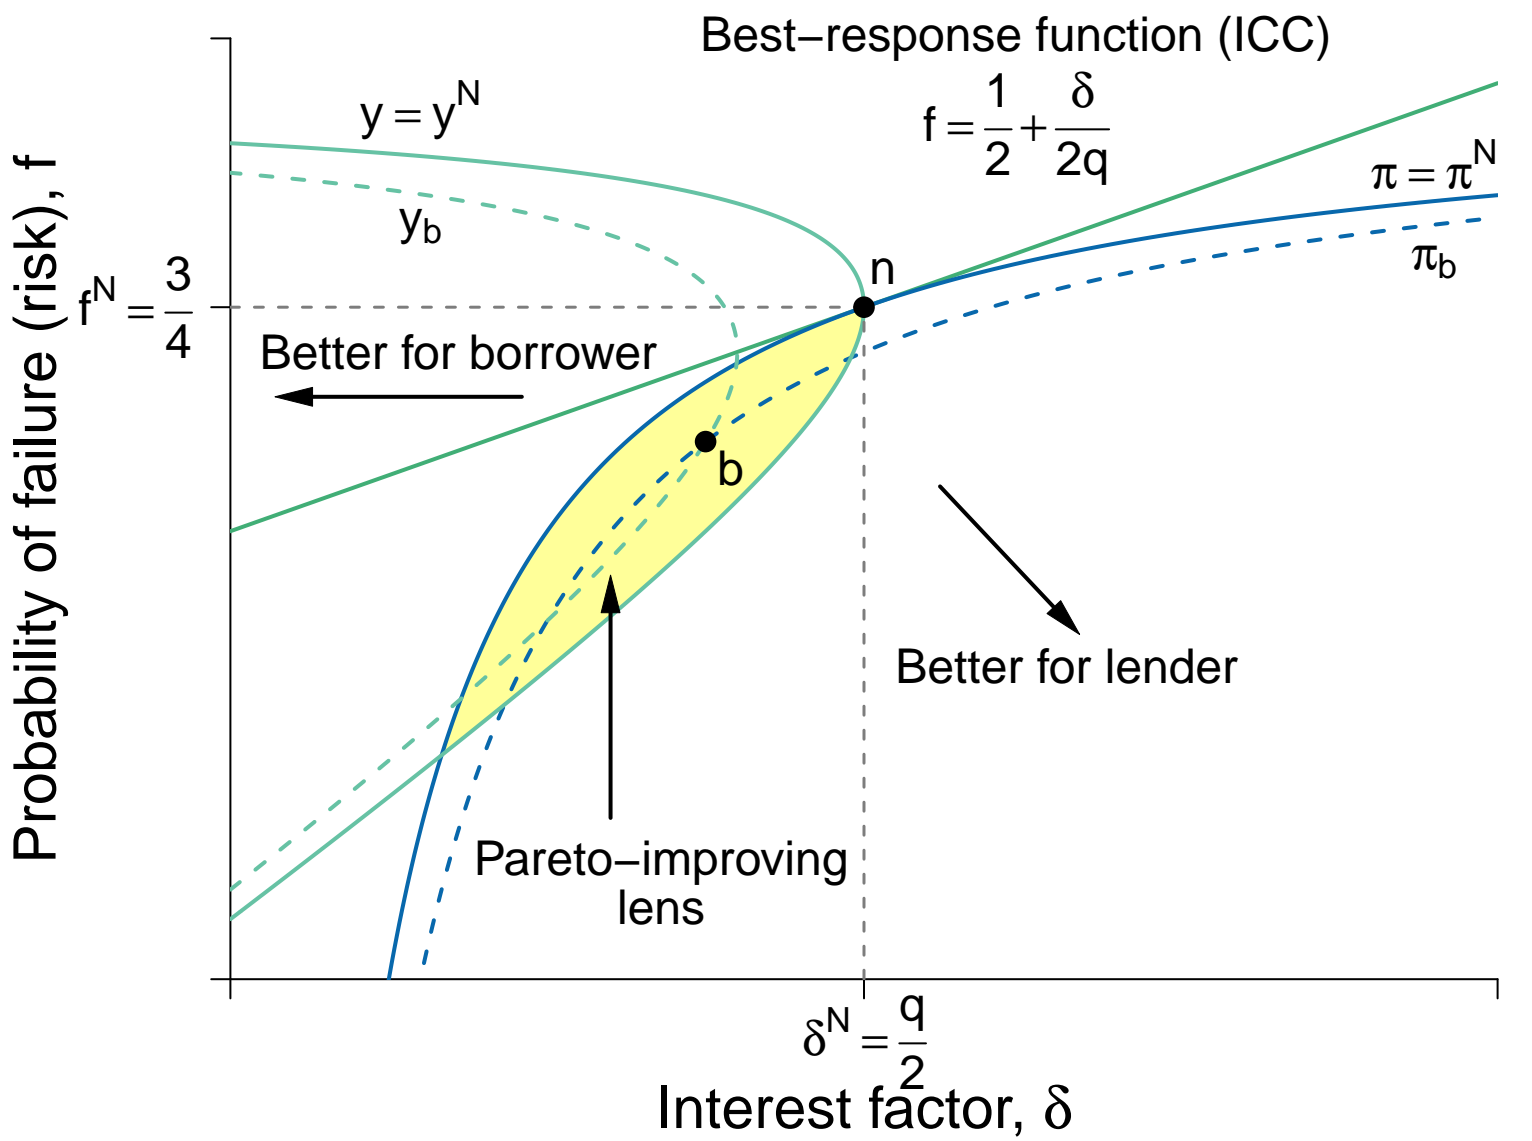 Best−response function (ICC)
f = 1/2 + δ/2q
y = y^N
π = π^N
y_b
π_b
n
f^N = 3/4
Better for borrower
b
Better for lender
Pareto−improving
lens
δ^N = q/2
Interest factor, δ
Probability of failure (risk), f